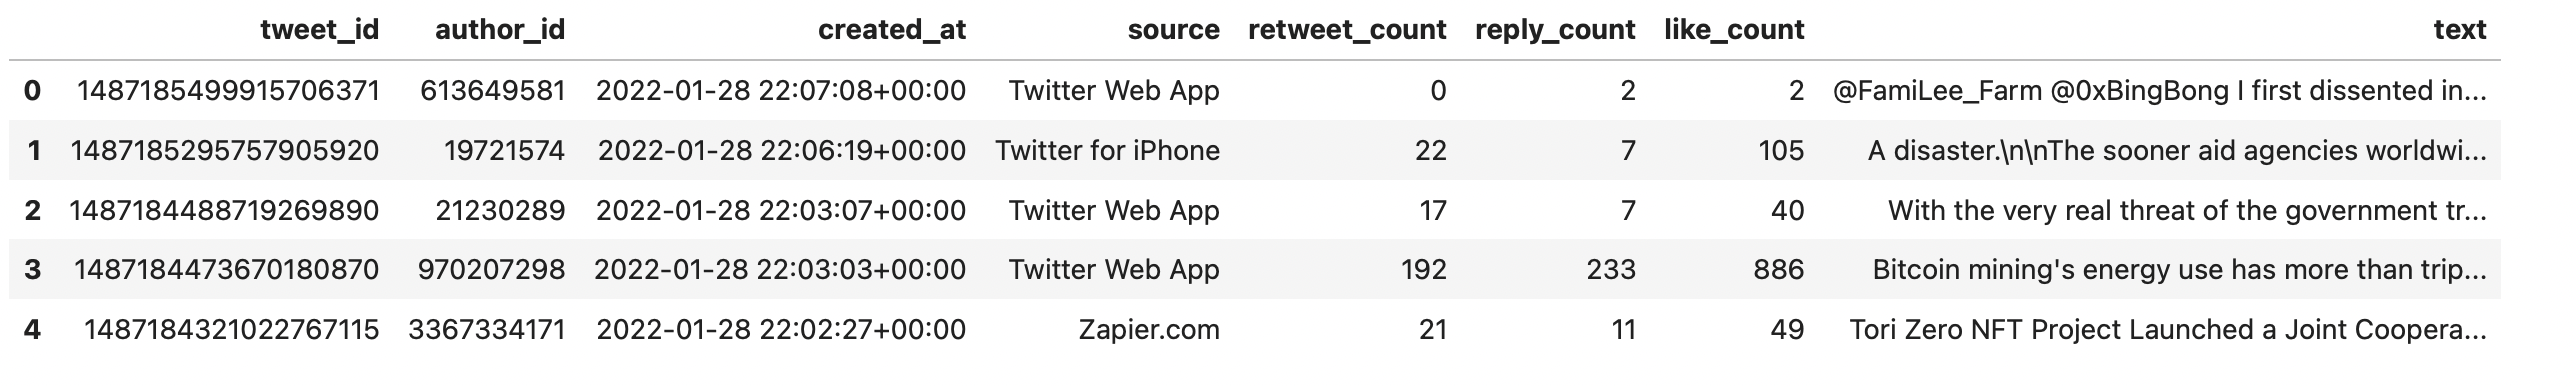 tweet_id author_id created_at source retweet_count reply_count like_count text
0 1487185499915706371 613649581 2022-01-28 22:07:08+00:00 Twitter Web App 0 2 2 @FamiLee_Farm @0xBingBong I first dissented in...
1 1487185295757905920 19721574 2022-01-28 22:06:19+00:00 Twitter for iPhone 22 7 105 A disaster.\n\nThe sooner aid agencies worldwi...
2 1487184488719269890 21230289 2022-01-28 22:03:07+00:00 Twitter Web App 17 7 40 With the very real threat of the government tr...
3 1487184473670180870 970207298 2022-01-28 22:03:03+00:00 Twitter Web App 192 233 886 Bitcoin mining's energy use has more than trip...
4 1487184321022767115 3367334171 2022-01-28 22:02:27+00:00 Zapier.com 21 11 49 Tori Zero NFT Project Launched a Joint Coopera...